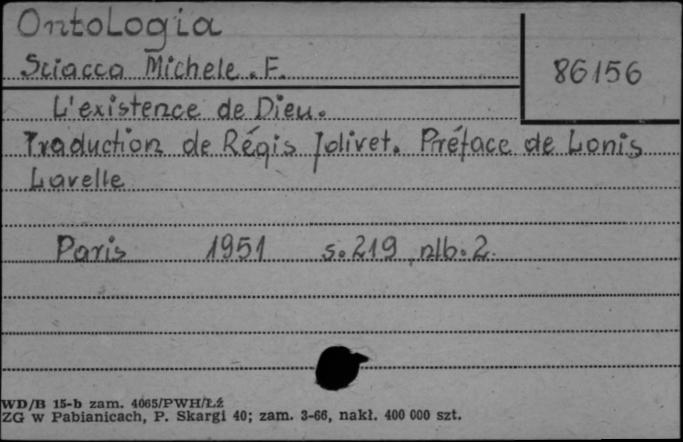 Ontologia
Sciacca Michele. F.
86156
L'existence de Dieu.
Traduction de Régis Jolivet. Préface de Lonis
Lavelle
Paris 1951 s. 219 nlb. 2.
WD/B 15-b zam. 4065/PWH/Łź
ZG w Pabianicach, P. Skargi 40; zam. 3-66, nakł. 400 000 szt.